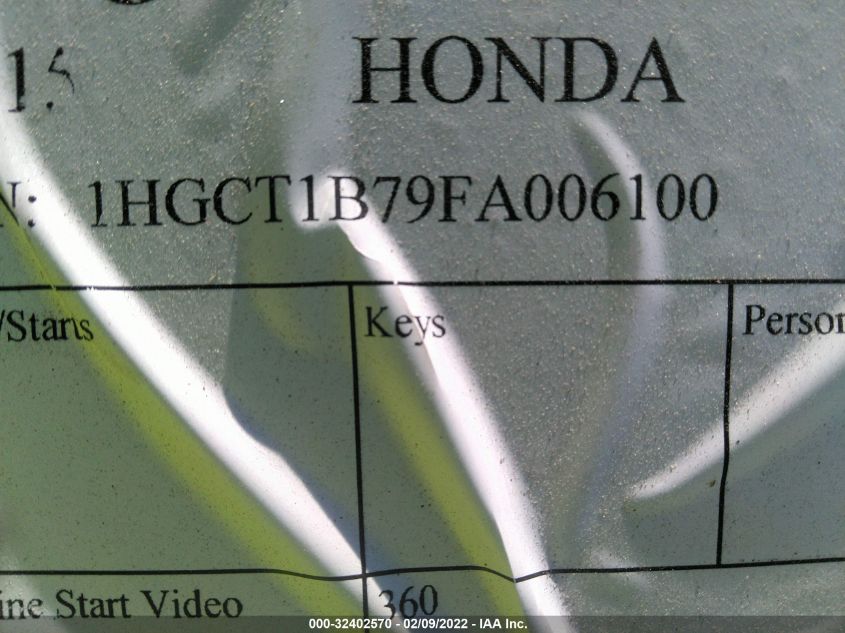 15 HONDA
N: 1HGCT1B79FA006100
/Starts Keys Person
ine Start Video 360
000-32402570 - 02/09/2022 - IAA Inc.